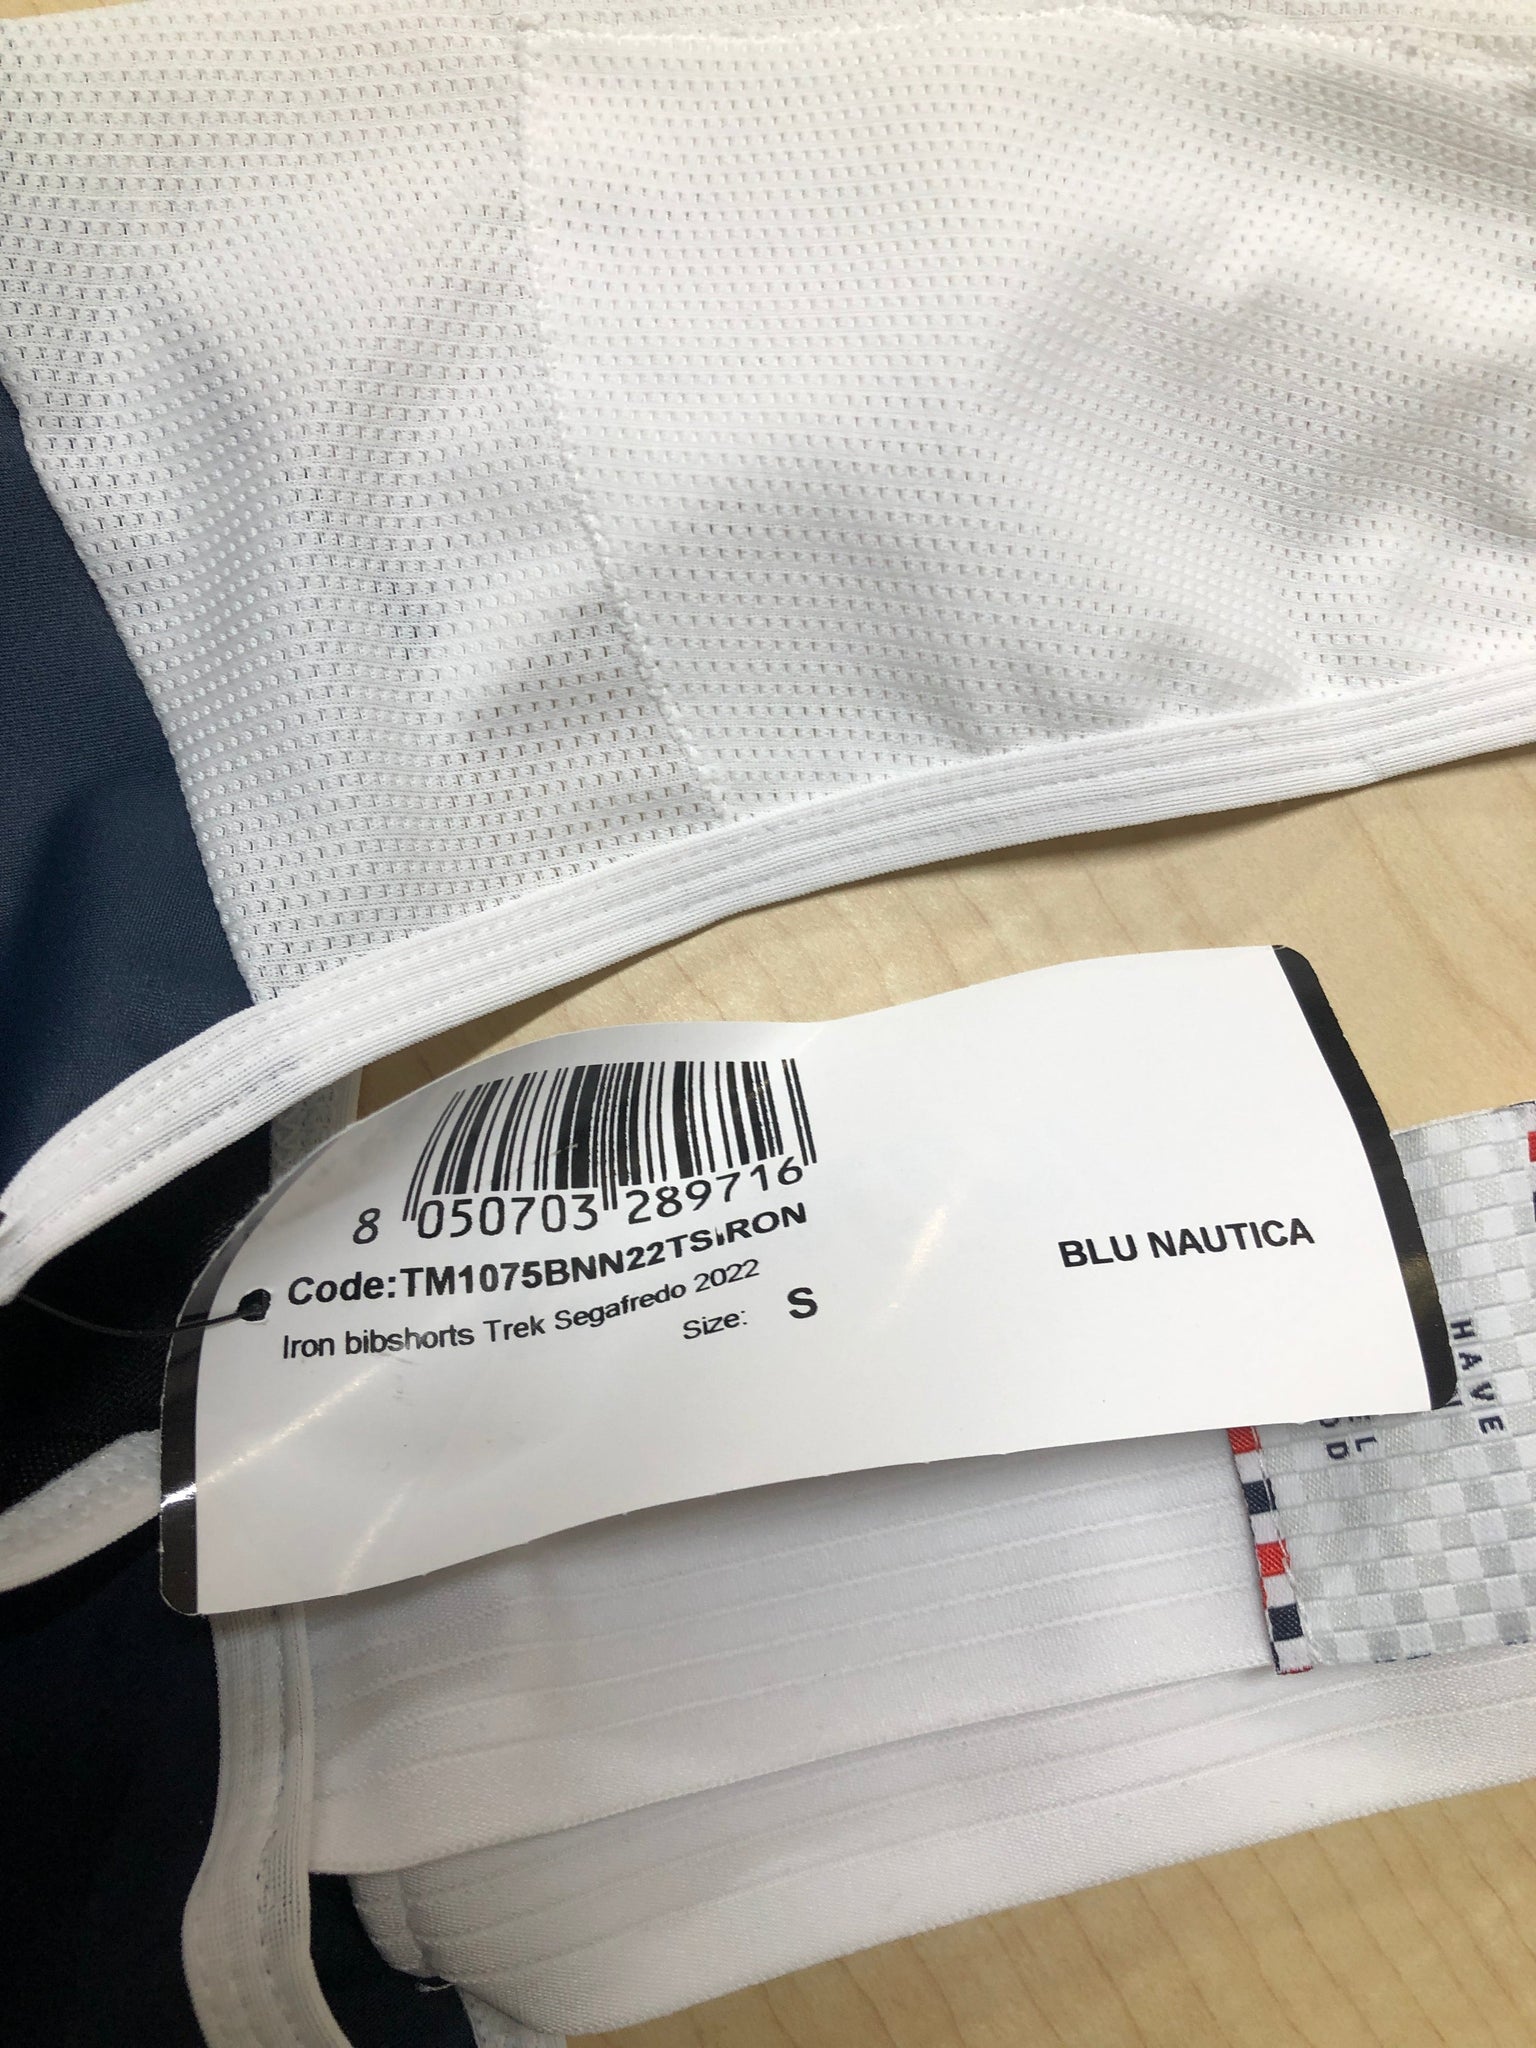 8 050703 289716
Code:TM1075BNN22TSIRON
Iron bibshorts Trek Segafredo 2022
Size: S
BLU NAUTICA
HAVE